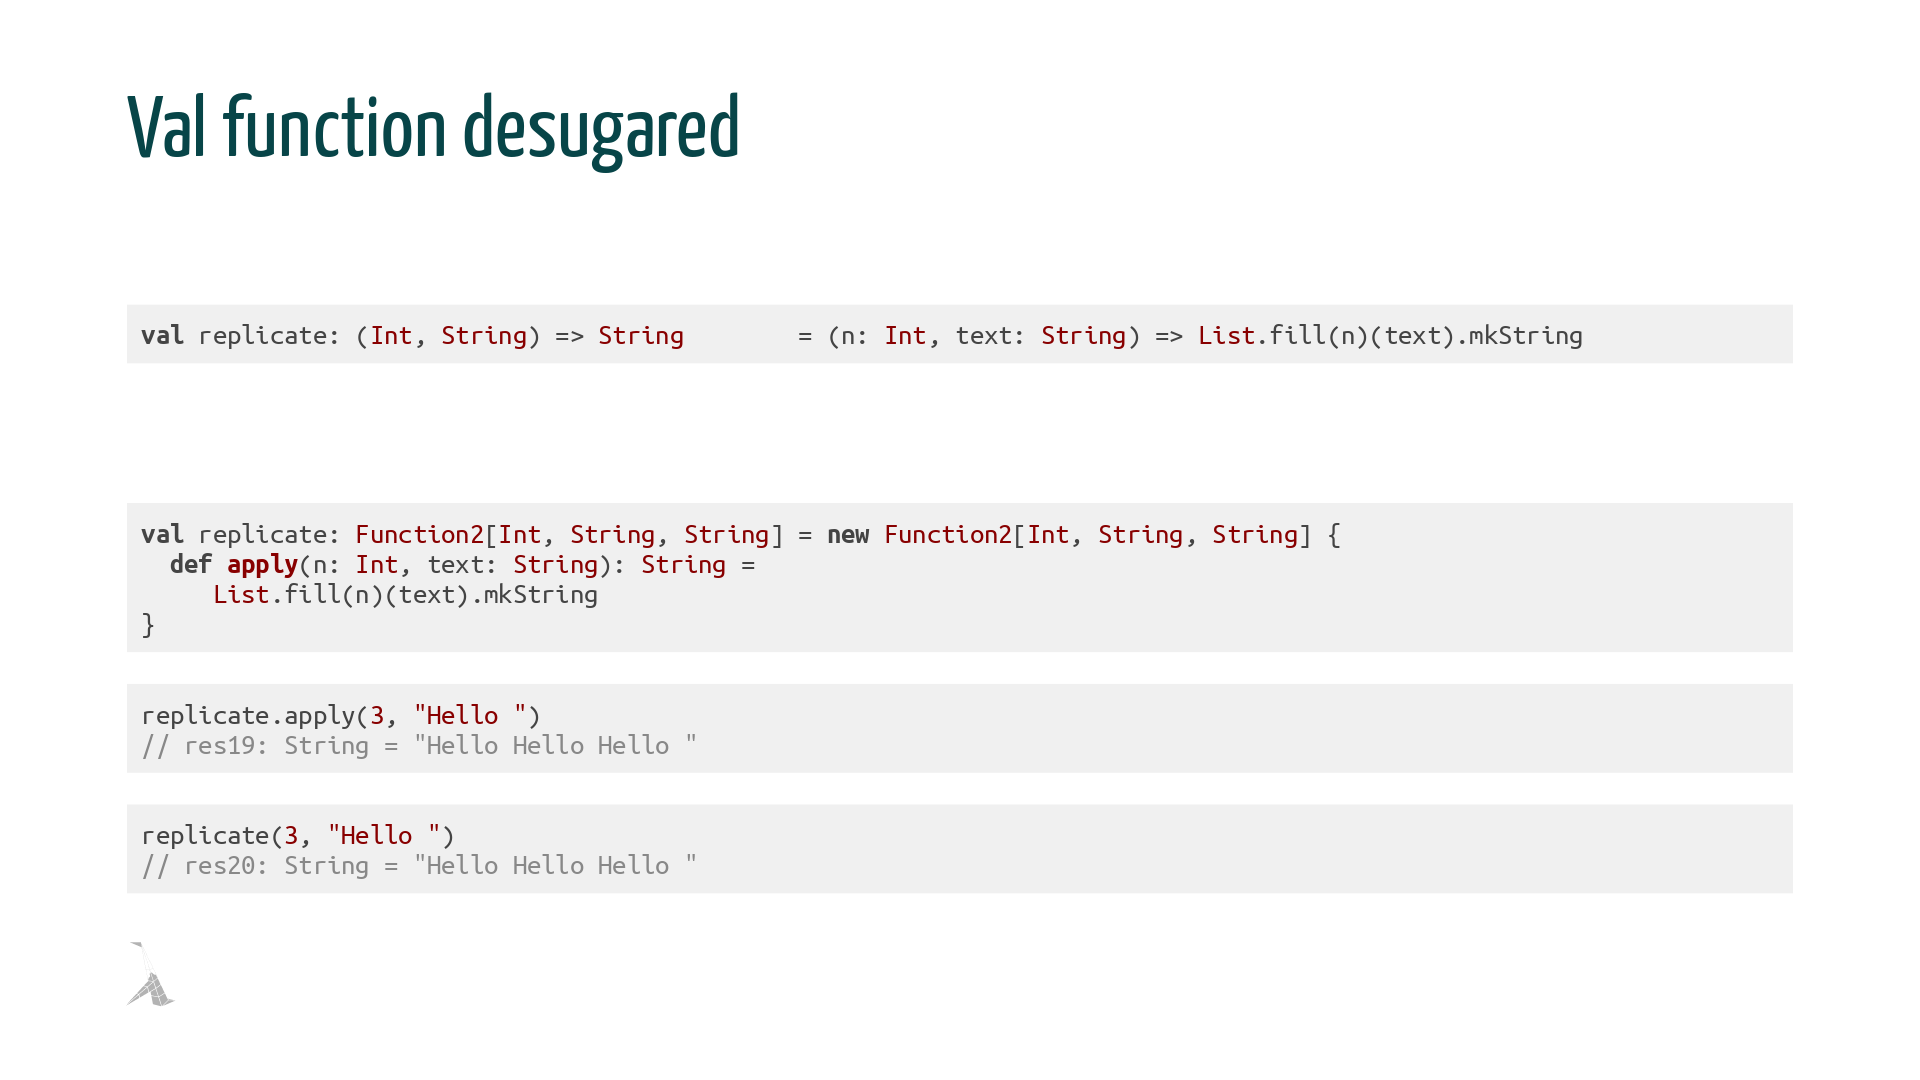 Val function desugared
val replicate: (Int, String) => String        = (n: Int, text: String) => List.fill(n)(text).mkString
val replicate: Function2[Int, String, String] = new Function2[Int, String, String] {
  def apply(n: Int, text: String): String =
     List.fill(n)(text).mkString
}
replicate.apply(3, "Hello ")
// res19: String = "Hello Hello Hello "
replicate(3, "Hello ")
// res20: String = "Hello Hello Hello "